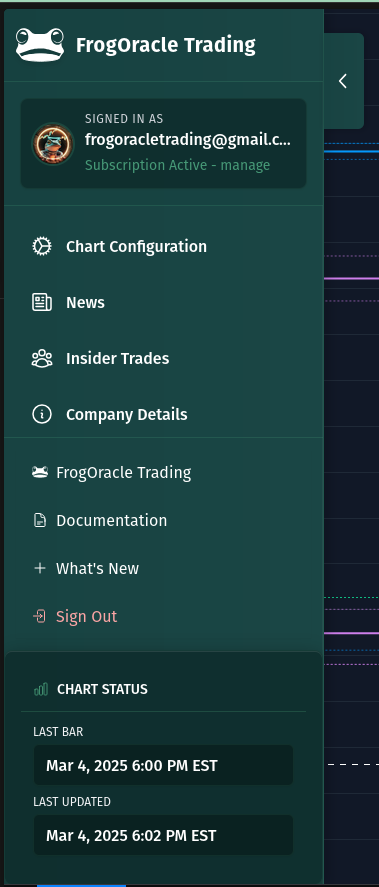 FrogOracle Trading
SIGNED IN AS
frogoracletrading@gmail.c...
Subscription Active - manage
Chart Configuration
News
Insider Trades
Company Details
FrogOracle Trading
Documentation
What's New
Sign Out
CHART STATUS
LAST BAR
Mar 4, 2025 6:00 PM EST
LAST UPDATED
Mar 4, 2025 6:02 PM EST